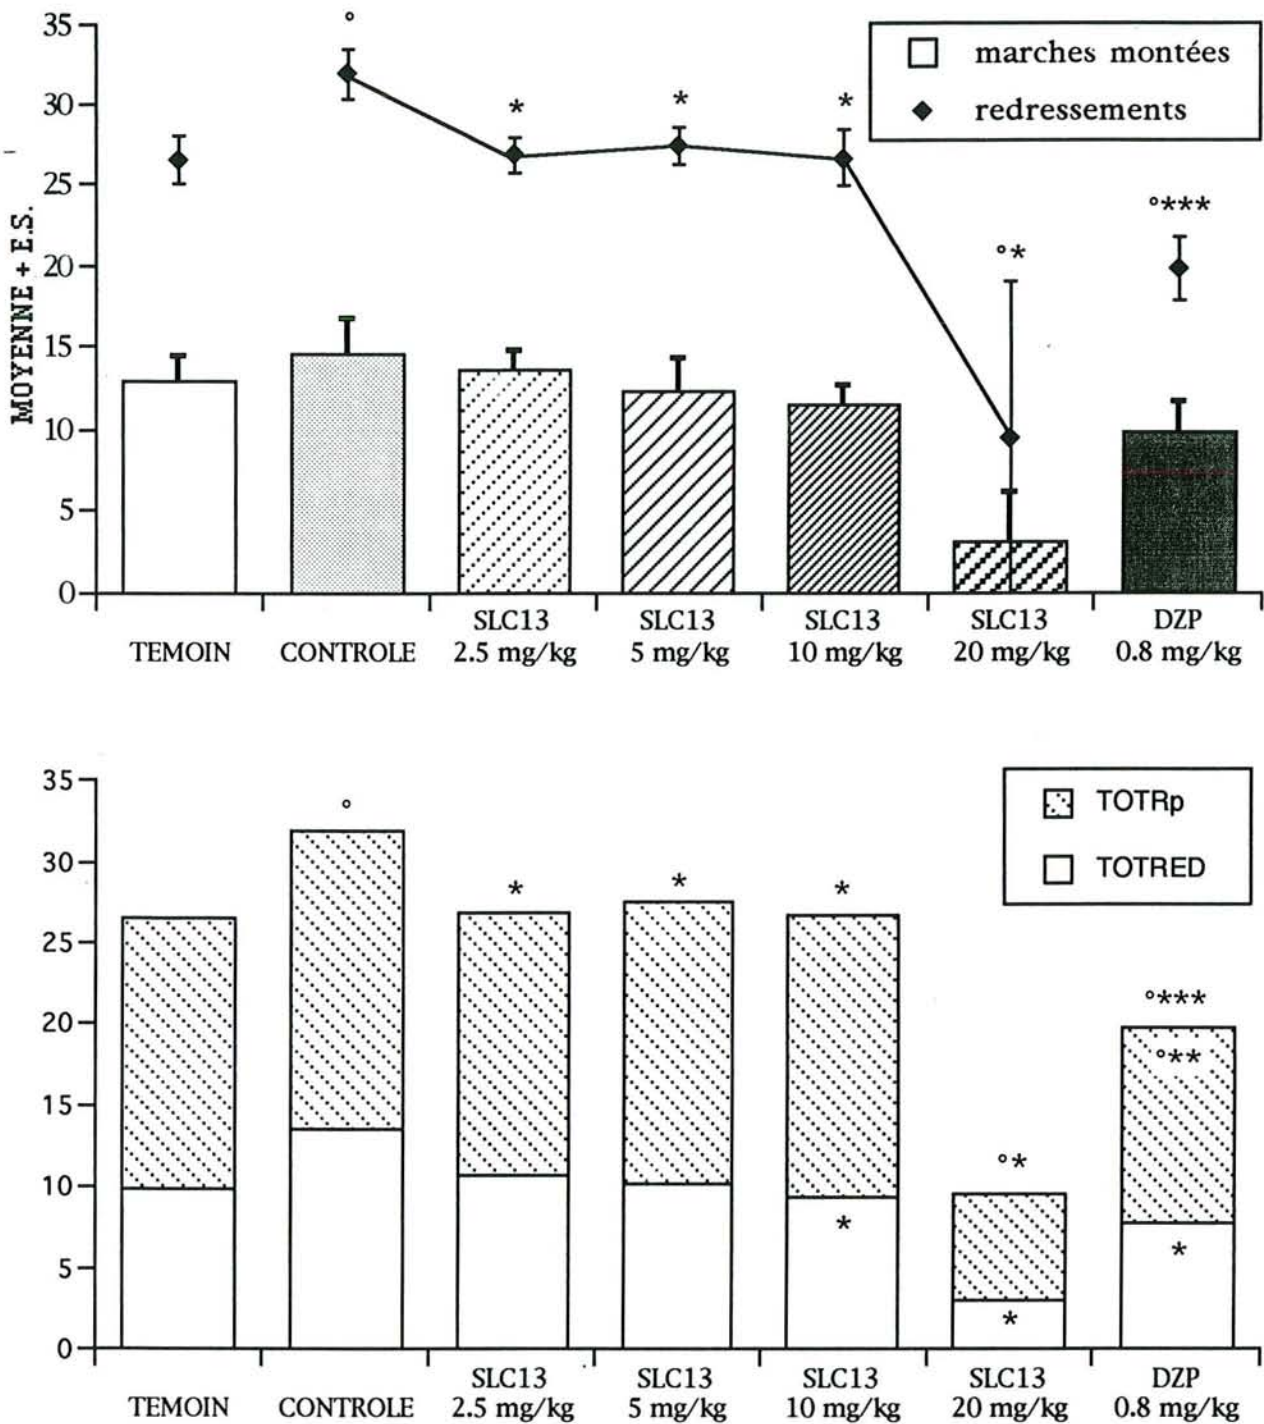 35
30
25
20
15
10
5
0
MOYENNE + E.S.
marches montées
redressements
°
*
*
*
°*
°***
TEMOIN
CONTROLE
SLC13
2.5 mg/kg
SLC13
5 mg/kg
SLC13
10 mg/kg
SLC13
20 mg/kg
DZP
0.8 mg/kg
35
30
25
20
15
10
5
0
TOTRp
TOTRED
°
*
*
*
*
°*
*
°***
°**
*
TEMOIN
CONTROLE
SLC13
2.5 mg/kg
SLC13
5 mg/kg
SLC13
10 mg/kg
SLC13
20 mg/kg
DZP
0.8 mg/kg